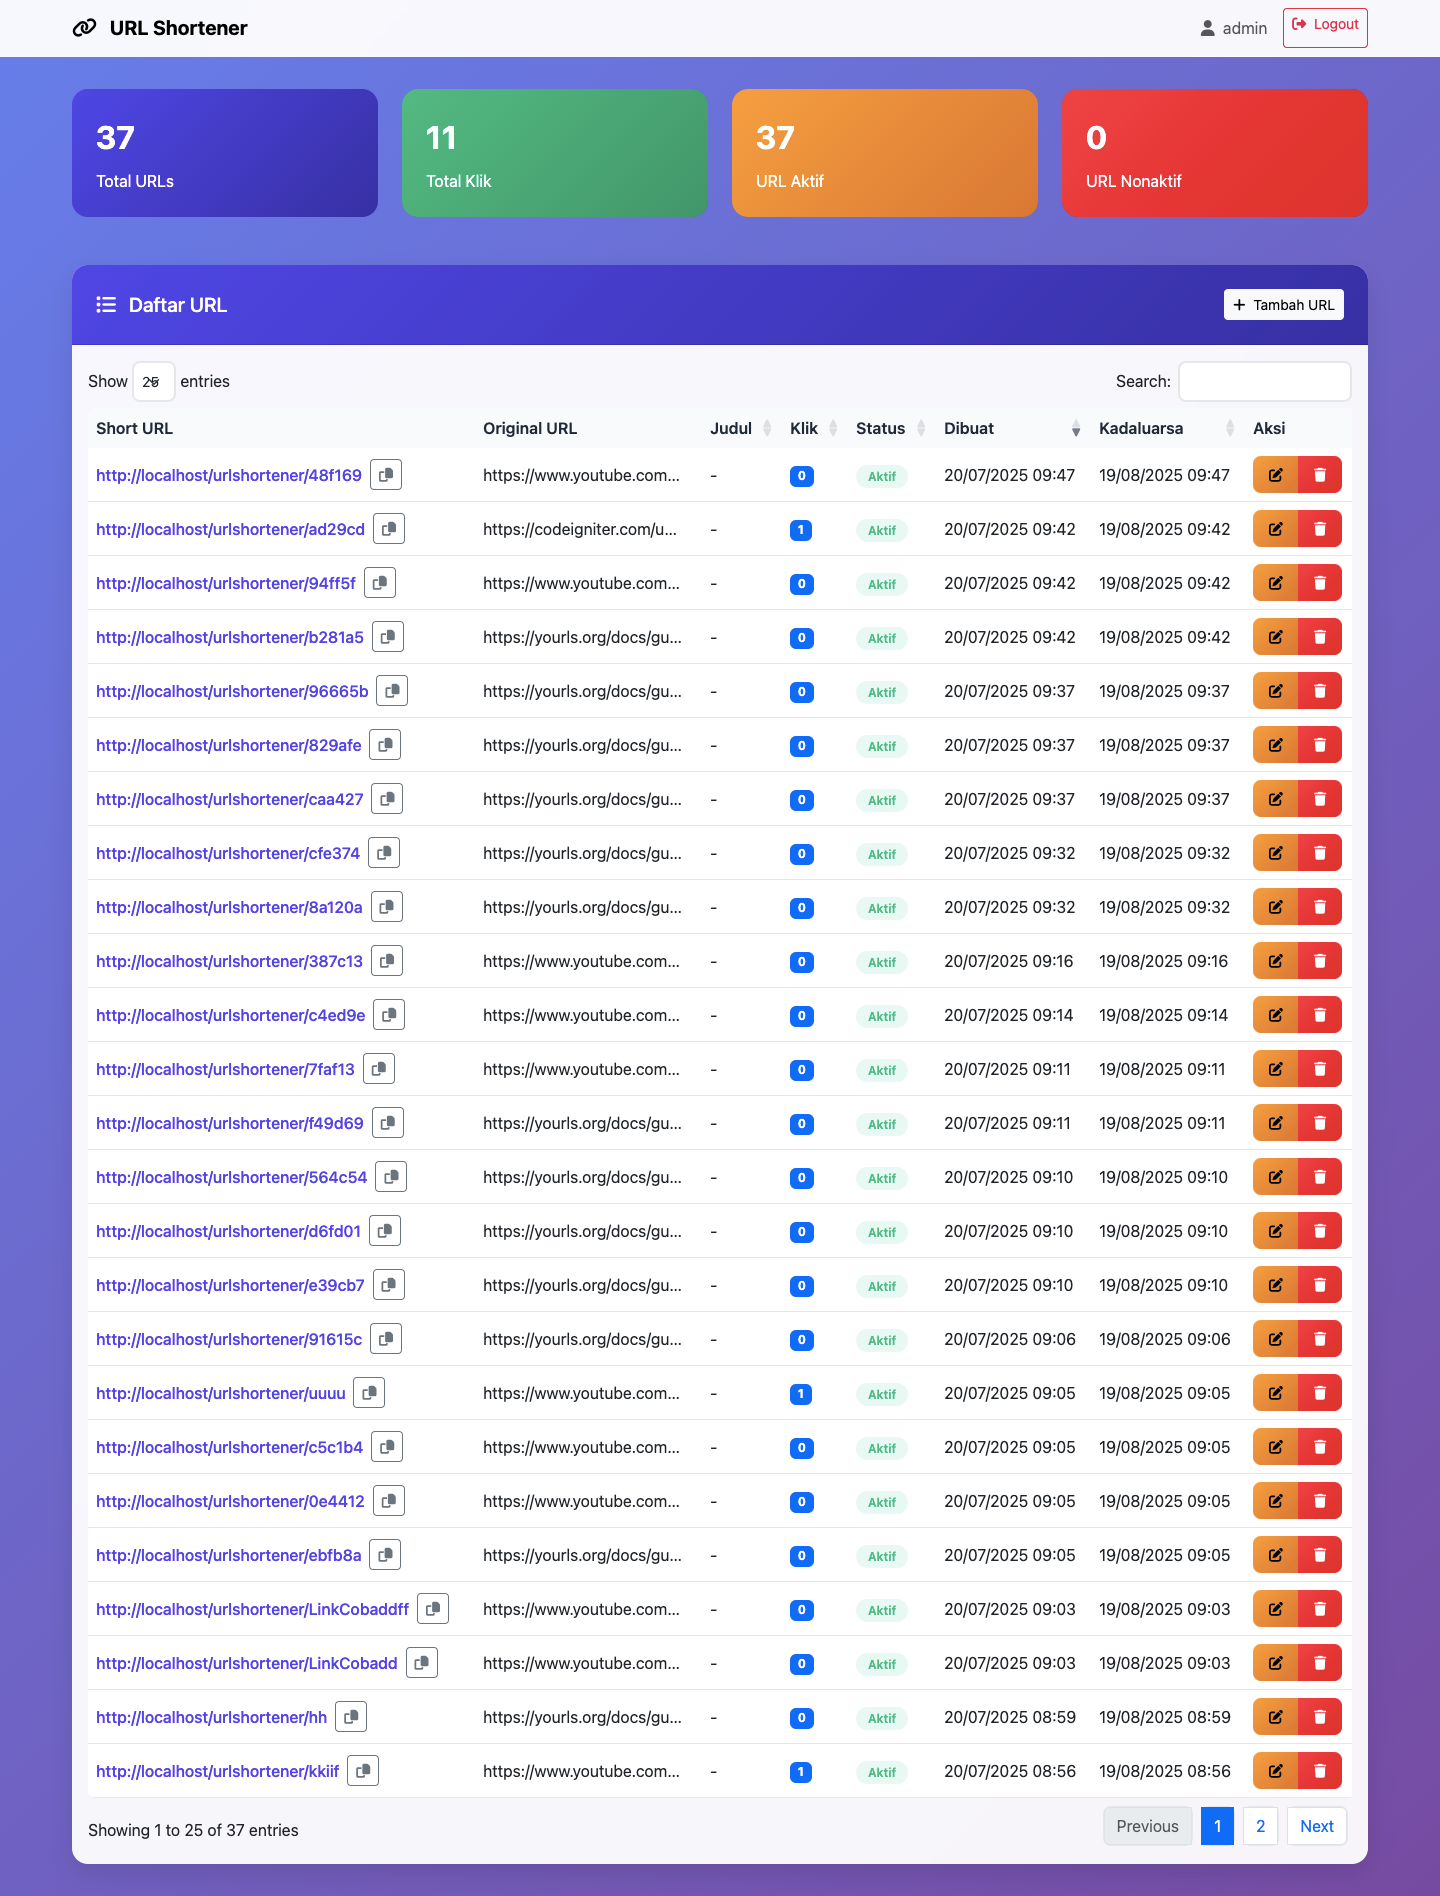 URL Shortener
admin
Logout
37
Total URLs
11
Total Klik
37
URL Aktif
0
URL Nonaktif
Daftar URL
Tambah URL
Show 25 entries
Search:
Short URL Original URL Judul Klik Status Dibuat Kadaluarsa Aksi
http://localhost/urlshortener/48f169 https://www.youtube.com... - 0 Aktif 20/07/2025 09:47 19/08/2025 09:47
http://localhost/urlshortener/ad29cd https://codeigniter.com/u... - 1 Aktif 20/07/2025 09:42 19/08/2025 09:42
http://localhost/urlshortener/94ff5f https://www.youtube.com... - 0 Aktif 20/07/2025 09:42 19/08/2025 09:42
http://localhost/urlshortener/b281a5 https://yourls.org/docs/gu... - 0 Aktif 20/07/2025 09:42 19/08/2025 09:42
http://localhost/urlshortener/96665b https://yourls.org/docs/gu... - 0 Aktif 20/07/2025 09:37 19/08/2025 09:37
http://localhost/urlshortener/829afe https://yourls.org/docs/gu... - 0 Aktif 20/07/2025 09:37 19/08/2025 09:37
http://localhost/urlshortener/caa427 https://yourls.org/docs/gu... - 0 Aktif 20/07/2025 09:37 19/08/2025 09:37
http://localhost/urlshortener/cfe374 https://yourls.org/docs/gu... - 0 Aktif 20/07/2025 09:32 19/08/2025 09:32
http://localhost/urlshortener/8a120a https://yourls.org/docs/gu... - 0 Aktif 20/07/2025 09:32 19/08/2025 09:32
http://localhost/urlshortener/387c13 https://www.youtube.com... - 0 Aktif 20/07/2025 09:16 19/08/2025 09:16
http://localhost/urlshortener/c4ed9e https://www.youtube.com... - 0 Aktif 20/07/2025 09:14 19/08/2025 09:14
http://localhost/urlshortener/7faf13 https://www.youtube.com... - 0 Aktif 20/07/2025 09:11 19/08/2025 09:11
http://localhost/urlshortener/f49d69 https://yourls.org/docs/gu... - 0 Aktif 20/07/2025 09:11 19/08/2025 09:11
http://localhost/urlshortener/564c54 https://yourls.org/docs/gu... - 0 Aktif 20/07/2025 09:10 19/08/2025 09:10
http://localhost/urlshortener/d6fd01 https://yourls.org/docs/gu... - 0 Aktif 20/07/2025 09:10 19/08/2025 09:10
http://localhost/urlshortener/e39cb7 https://yourls.org/docs/gu... - 0 Aktif 20/07/2025 09:10 19/08/2025 09:10
http://localhost/urlshortener/91615c https://yourls.org/docs/gu... - 0 Aktif 20/07/2025 09:06 19/08/2025 09:06
http://localhost/urlshortener/uuuu https://www.youtube.com... - 1 Aktif 20/07/2025 09:05 19/08/2025 09:05
http://localhost/urlshortener/c5c1b4 https://www.youtube.com... - 0 Aktif 20/07/2025 09:05 19/08/2025 09:05
http://localhost/urlshortener/0e4412 https://www.youtube.com... - 0 Aktif 20/07/2025 09:05 19/08/2025 09:05
http://localhost/urlshortener/ebfb8a https://yourls.org/docs/gu... - 0 Aktif 20/07/2025 09:05 19/08/2025 09:05
http://localhost/urlshortener/LinkCobaddff https://www.youtube.com... - 0 Aktif 20/07/2025 09:03 19/08/2025 09:03
http://localhost/urlshortener/LinkCobadd https://www.youtube.com... - 0 Aktif 20/07/2025 09:03 19/08/2025 09:03
http://localhost/urlshortener/hh https://yourls.org/docs/gu... - 0 Aktif 20/07/2025 08:59 19/08/2025 08:59
http://localhost/urlshortener/kkiif https://www.youtube.com... - 1 Aktif 20/07/2025 08:56 19/08/2025 08:56
Showing 1 to 25 of 37 entries
Previous 1 2 Next